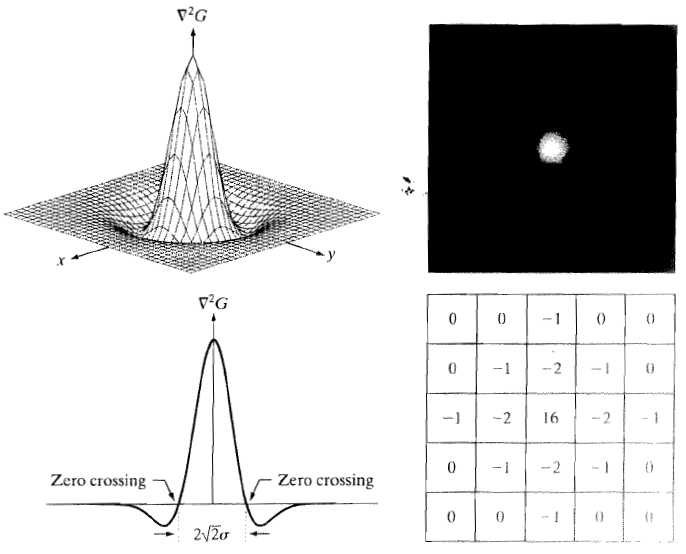 ∇²G
x
y
∇²G
Zero crossing
Zero crossing
2√2σ
0 0 −1 0 0
0 −1 −2 −1 0
−1 −2 16 −2 −1
0 −1 −2 −1 0
0 0 −1 0 0